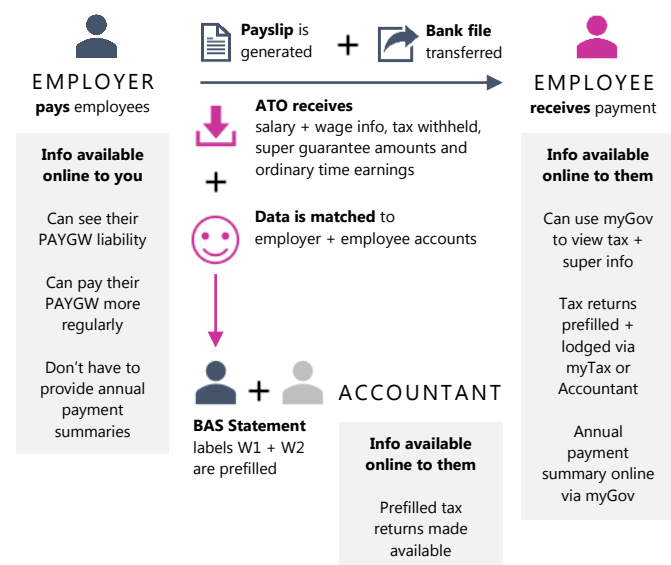 Payslip is
generated
+
Bank file
transferred
EMPLOYER
pays employees
EMPLOYEE
receives payment
ATO receives
salary + wage info, tax withheld,
super guarantee amounts and
ordinary time earnings
+
Data is matched to
employer + employee accounts
Info available
online to you
Can see their
PAYGW liability
Can pay their
PAYGW more
regularly
Don't have to
provide annual
payment
summaries
Info available
online to them
Can use myGov
to view tax +
super info
Tax returns
prefilled +
lodged via
myTax or
Accountant
Annual
payment
summary online
via myGov
+
ACCOUNTANT
BAS Statement
labels W1 + W2
are prefilled
Info available
online to them
Prefilled tax
returns made
available